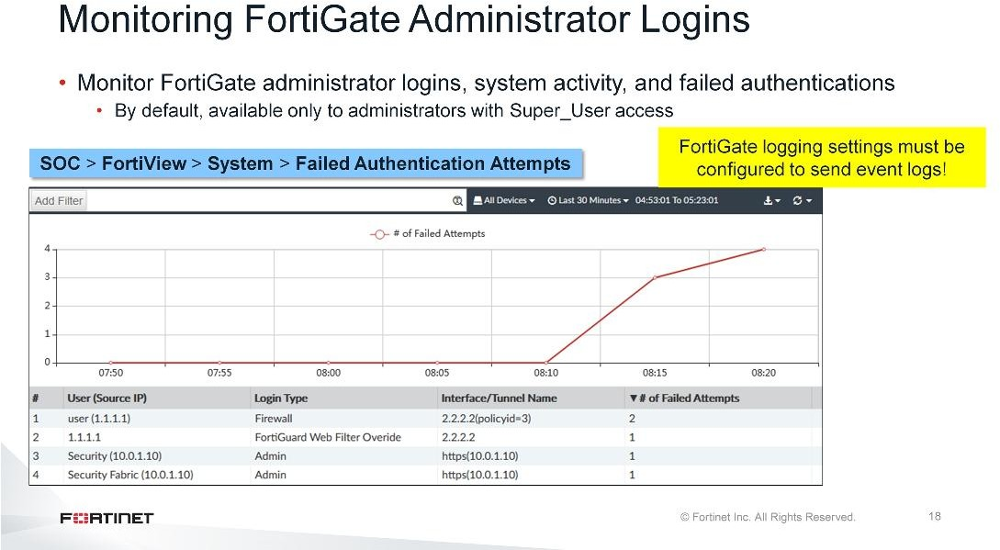 Monitoring FortiGate Administrator Logins
• Monitor FortiGate administrator logins, system activity, and failed authentications
• By default, available only to administrators with Super_User access
FortiGate logging settings must be
configured to send event logs!
SOC > FortiView > System > Failed Authentication Attempts
Add Filter All Devices Last 30 Minutes 04:53:01 To 05:23:01
# of Failed Attempts
4
3
2
1
0
07:50 07:55 08:00 08:05 08:10 08:15 08:20
# User (Source IP) Login Type Interface/Tunnel Name ▼# of Failed Attempts
1 user (1.1.1.1) Firewall 2.2.2.2(policyid=3) 2
2 1.1.1.1 FortiGuard Web Filter Overide 2.2.2.2 1
3 Security (10.0.1.10) Admin https(10.0.1.10) 1
4 Security Fabric (10.0.1.10) Admin https(10.0.1.10) 1
FORTINET © Fortinet Inc. All Rights Reserved. 18